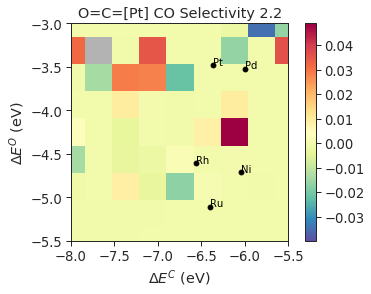 O=C=[Pt] CO Selectivity 2.2
−3.0
−3.5
−4.0
−4.5
−5.0
−5.5
ΔE^O (eV)
Pt
Pd
Rh
Ni
Ru
−8.0 −7.5 −7.0 −6.5 −6.0 −5.5
ΔE^C (eV)
0.04
0.03
0.02
0.01
0.00
−0.01
−0.02
−0.03